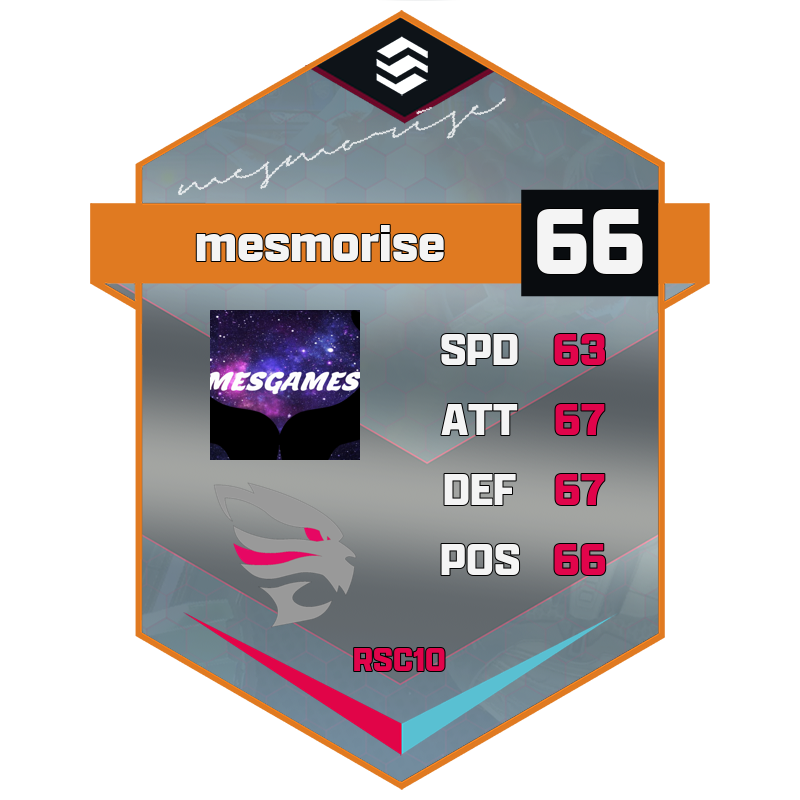 mesmorise
mesmorise
66
MESGAMES
SPD 63
ATT 67
DEF 67
POS 66
RSC10